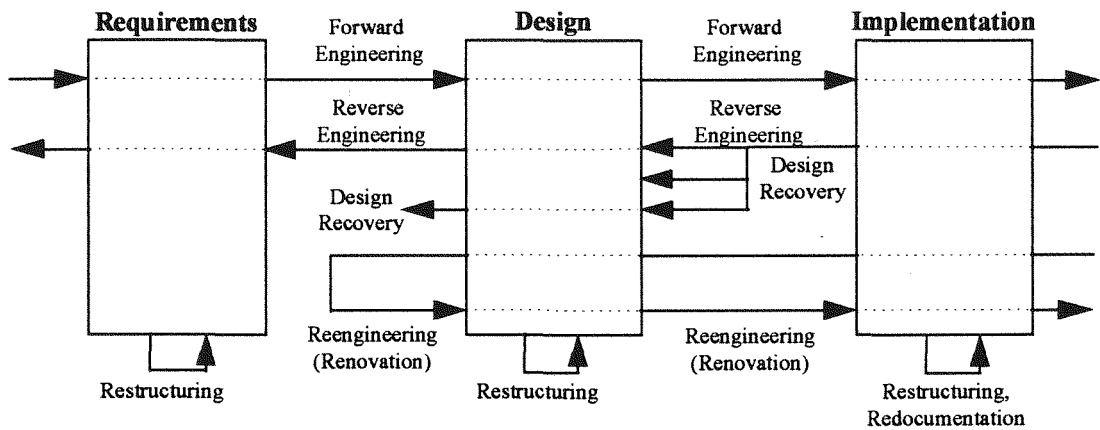 Requirements
Forward
Engineering
Design
Forward
Engineering
Implementation
Reverse
Engineering
Reverse
Engineering
Design
Recovery
Design
Recovery
Reengineering
(Renovation)
Reengineering
(Renovation)
Restructuring
Restructuring
Restructuring,
Redocumentation